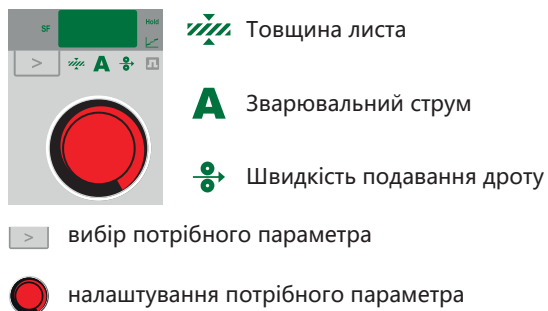 SF
Hold
> A
Товщина листа
A Зварювальний струм
Швидкість подавання дроту
> вибір потрібного параметра
налаштування потрібного параметра